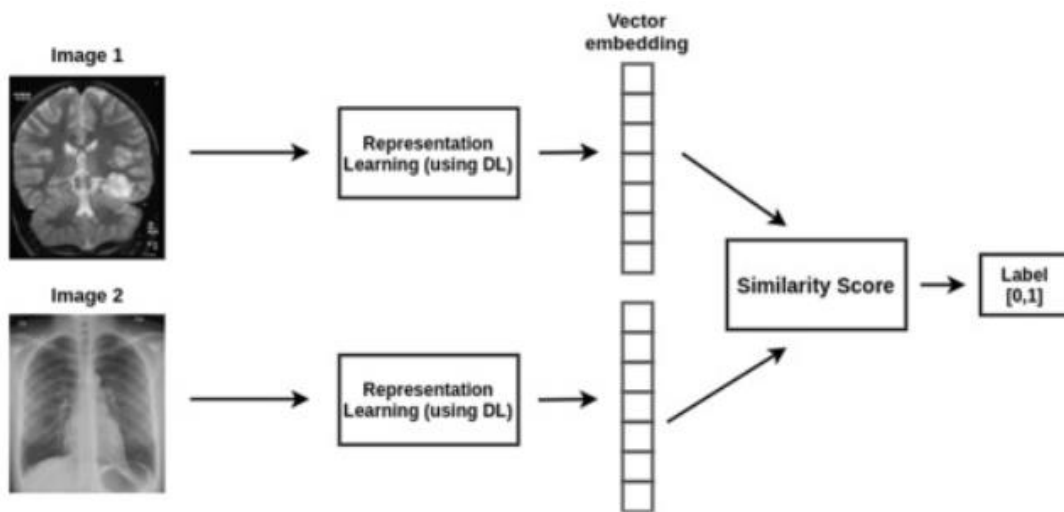 Image 1
Vector
embedding
Representation
Learning (using DL)
Similarity Score
Label
[0,1]
Image 2
Representation
Learning (using DL)